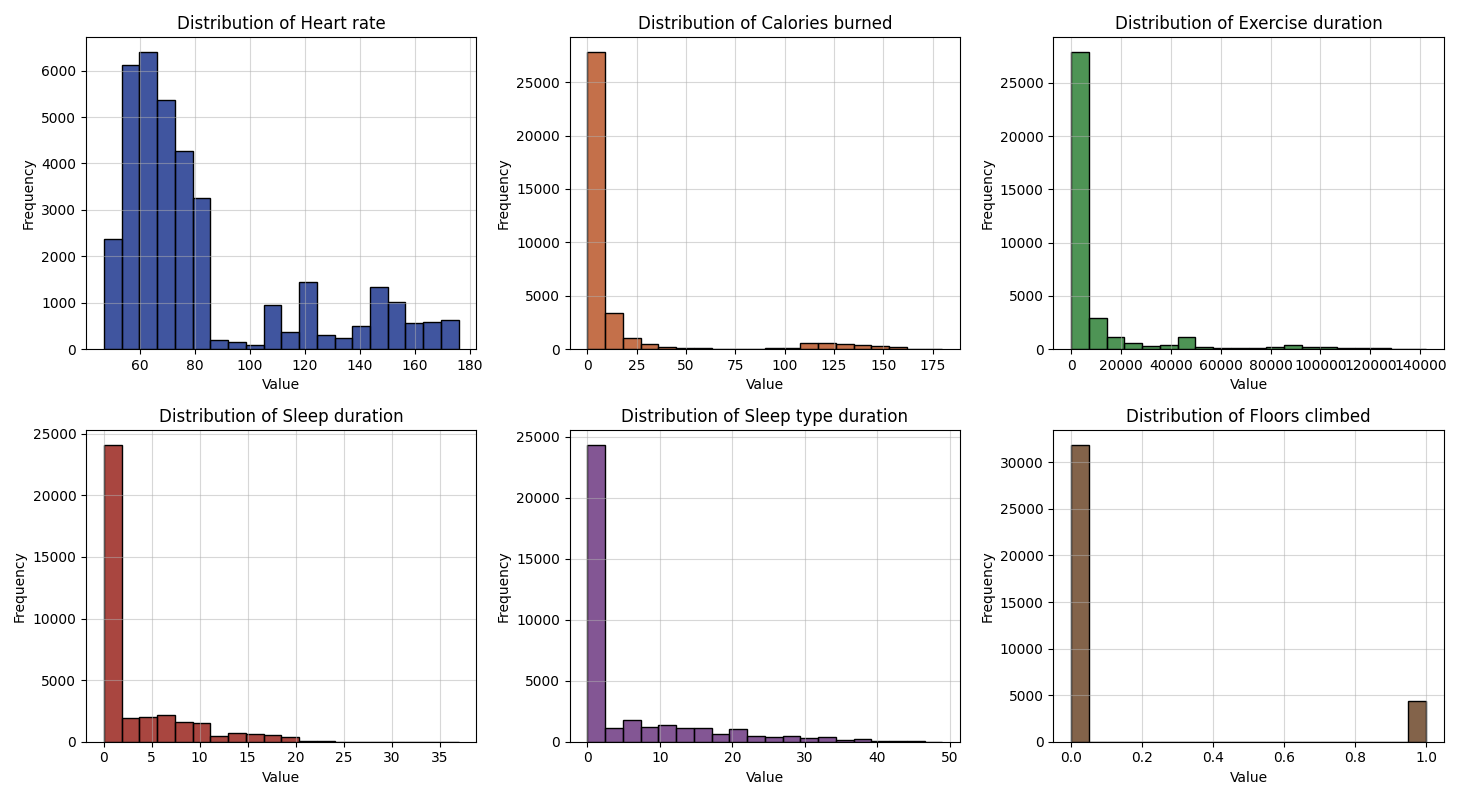 Distribution of Heart rate
Frequency
6000
5000
4000
3000
2000
1000
0
60 80 100 120 140 160 180
Value
Distribution of Calories burned
Frequency
25000
20000
15000
10000
5000
0
0 25 50 75 100 125 150 175
Value
Distribution of Exercise duration
Frequency
25000
20000
15000
10000
5000
0
0 20000 40000 60000 80000 100000 120000 140000
Value
Distribution of Sleep duration
Frequency
25000
20000
15000
10000
5000
0
0 5 10 15 20 25 30 35
Value
Distribution of Sleep type duration
Frequency
25000
20000
15000
10000
5000
0
0 10 20 30 40 50
Value
Distribution of Floors climbed
Frequency
30000
25000
20000
15000
10000
5000
0
0.0 0.2 0.4 0.6 0.8 1.0
Value